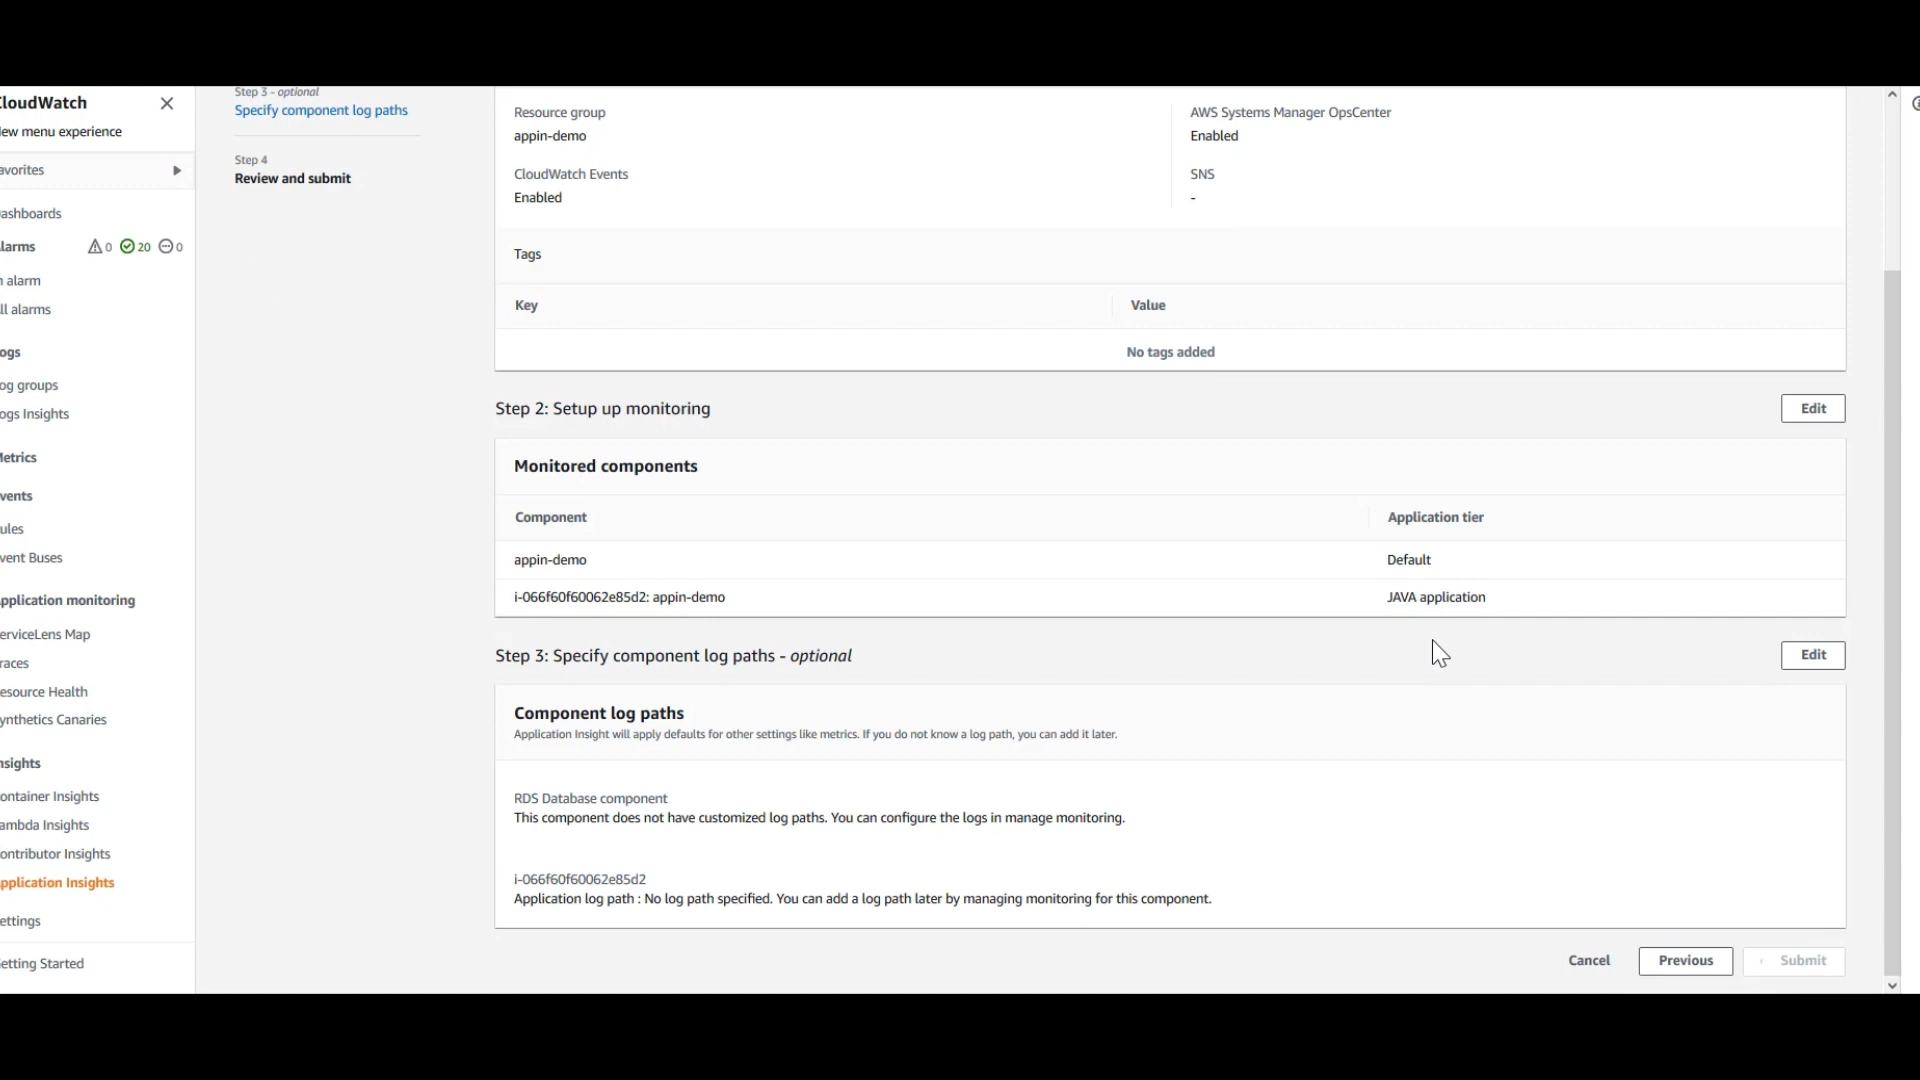 loudWatch
ew menu experience
avorites
ashboards
larms 0 20 0
n alarm
ll alarms
ogs
og groups
ogs Insights
etrics
vents
ules
vent Buses
pplication monitoring
erviceLens Map
races
esource Health
ynthetics Canaries
nsights
ontainer Insights
ambda Insights
ontributor Insights
pplication Insights
ettings
etting Started
Step 3 - optional
Specify component log paths
Step 4
Review and submit
Resource group
appin-demo
AWS Systems Manager OpsCenter
Enabled
CloudWatch Events
Enabled
SNS
-
Tags
Key Value
No tags added
Step 2: Setup up monitoring Edit
Monitored components
Component Application tier
appin-demo Default
i-066f60f60062e85d2: appin-demo JAVA application
Step 3: Specify component log paths - optional Edit
Component log paths
Application Insight will apply defaults for other settings like metrics. If you do not know a log path, you can add it later.
RDS Database component
This component does not have customized log paths. You can configure the logs in manage monitoring.
i-066f60f60062e85d2
Application log path : No log path specified. You can add a log path later by managing monitoring for this component.
Cancel Previous Submit